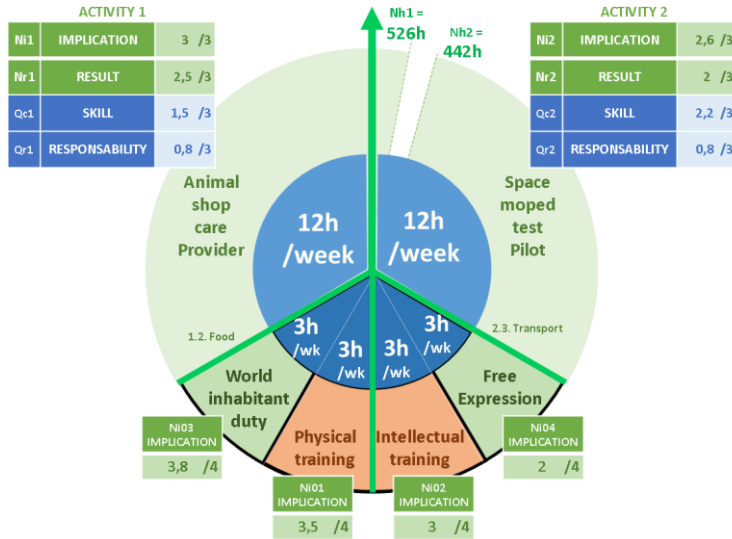 ACTIVITY 1
Ni1 IMPLICATION 3 /3
Nr1 RESULT 2,5 /3
Qc1 SKILL 1,5 /3
Qr1 RESPONSABILITY 0,8 /3
Nh1 =
526h
Nh2 =
442h
ACTIVITY 2
Ni2 IMPLICATION 2,6 /3
Nr2 RESULT 2 /3
Qc2 SKILL 2,2 /3
Qr2 RESPONSABILITY 0,8 /3
Animal
shop
care
Provider
12h
/week
12h
/week
Space
moped
test
Pilot
1.2. Food
3h
/wk
3h
/wk
3h
/wk
3h
/wk
2.3. Transport
World
inhabitant
duty
Physical
training
Intellectual
training
Free
Expression
Ni03
IMPLICATION
3,8 /4
Ni01
IMPLICATION
3,5 /4
Ni02
IMPLICATION
3 /4
Ni04
IMPLICATION
2 /4